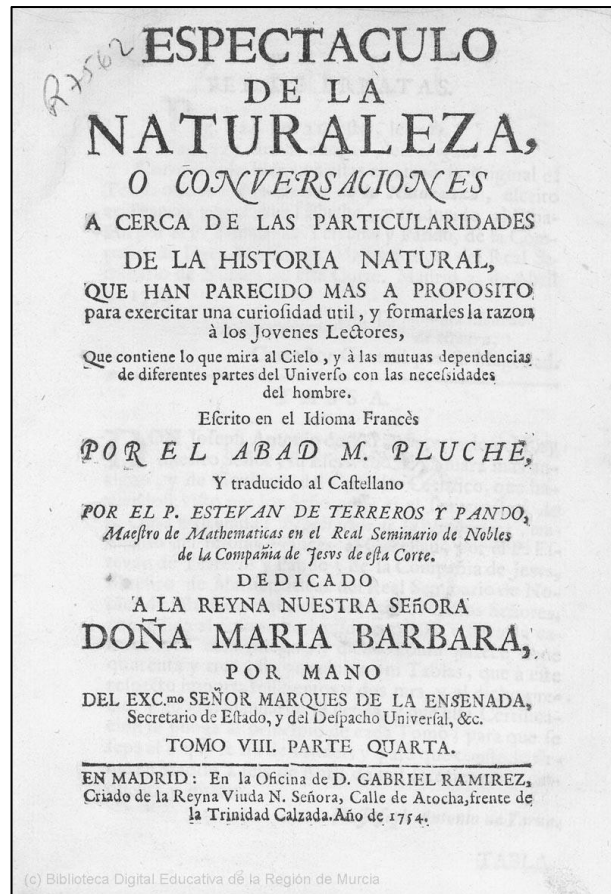 R 7562
ESPECTACULO
DE LA
NATURALEZA,
O CONVERSACIONES
A CERCA DE LAS PARTICULARIDADES
DE LA HISTORIA NATURAL,
QUE HAN PARECIDO MAS A PROPOSITO
para exercitar una curioſidad util, y formarles la razon
à los Jovenes Lectores,
Que contiene lo que mira al Cielo, y à las mutuas dependencias
de diferentes partes del Univerſo con las neceſsidades
del hombre.
Eſcrito en el Idioma Francès
POR EL ABAD M. PLUCHE,
Y traducido al Caſtellano
POR EL P. ESTEVAN DE TERREROS Y PANDO,
Maeſtro de Mathematicas en el Real Seminario de Nobles
de la Compañia de Jesvs de eſta Corte.
DEDICADO
A LA REYNA NUESTRA SEñORA
DOÑA MARIA BARBARA,
POR MANO
DEL EXC.mo SEÑOR MARQUES DE LA ENSENADA,
Secretario de Eſtado, y del Deſpacho Univerſal, &c.
TOMO VIII. PARTE QUARTA.
EN MADRID: En la Oficina de D. GABRIEL RAMIREZ,
Criado de la Reyna Viuda N. Señora, Calle de Atocha, frente de
la Trinidad Calzada. Año de 1754.
(c) Biblioteca Digital Educativa de la Región de Murcia